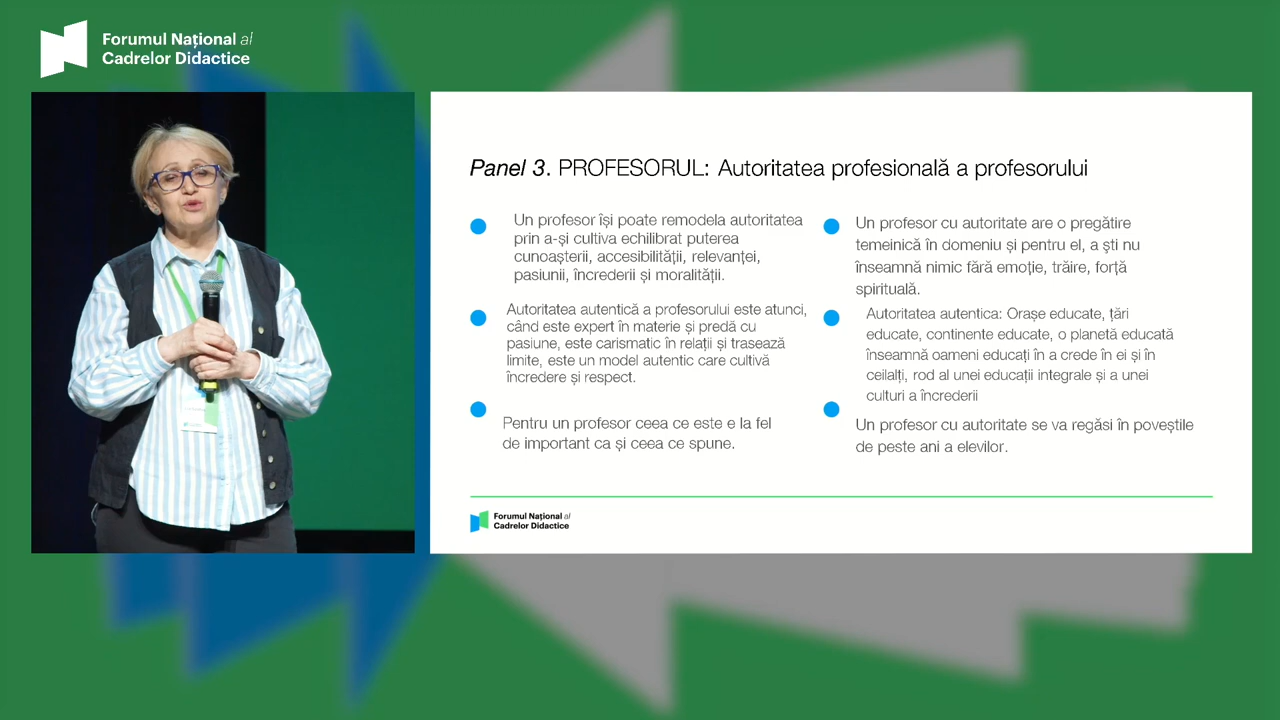 Forumul Național al
Cadrelor Didactice
Panel 3. PROFESORUL: Autoritatea profesională a profesorului
Un profesor își poate remodela autoritatea
prin a-și cultiva echilibrat puterea
cunoașterii, accesibilității, relevanței,
pasiunii, încrederii și moralității.
Autoritatea autentică a profesorului este atunci,
când este expert în materie și predă cu
pasiune, este carismatic în relații și trasează
limite, este un model autentic care cultivă
încredere și respect.
Pentru un profesor ceea ce este e la fel
de important ca și ceea ce spune.
Un profesor cu autoritate are o pregătire
temeinică în domeniu și pentru el, a ști nu
înseamnă nimic fără emoție, trăire, forță
spirituală.
Autoritatea autentica: Orașe educate, țări
educate, continente educate, o planetă educată
înseamnă oameni educați în a crede în ei și în
ceilalți, rod al unei educații integrale și a unei
culturi a încrederii
Un profesor cu autoritate se va regăsi în poveștile
de peste ani a elevilor.
Forumul Național al
Cadrelor Didactice